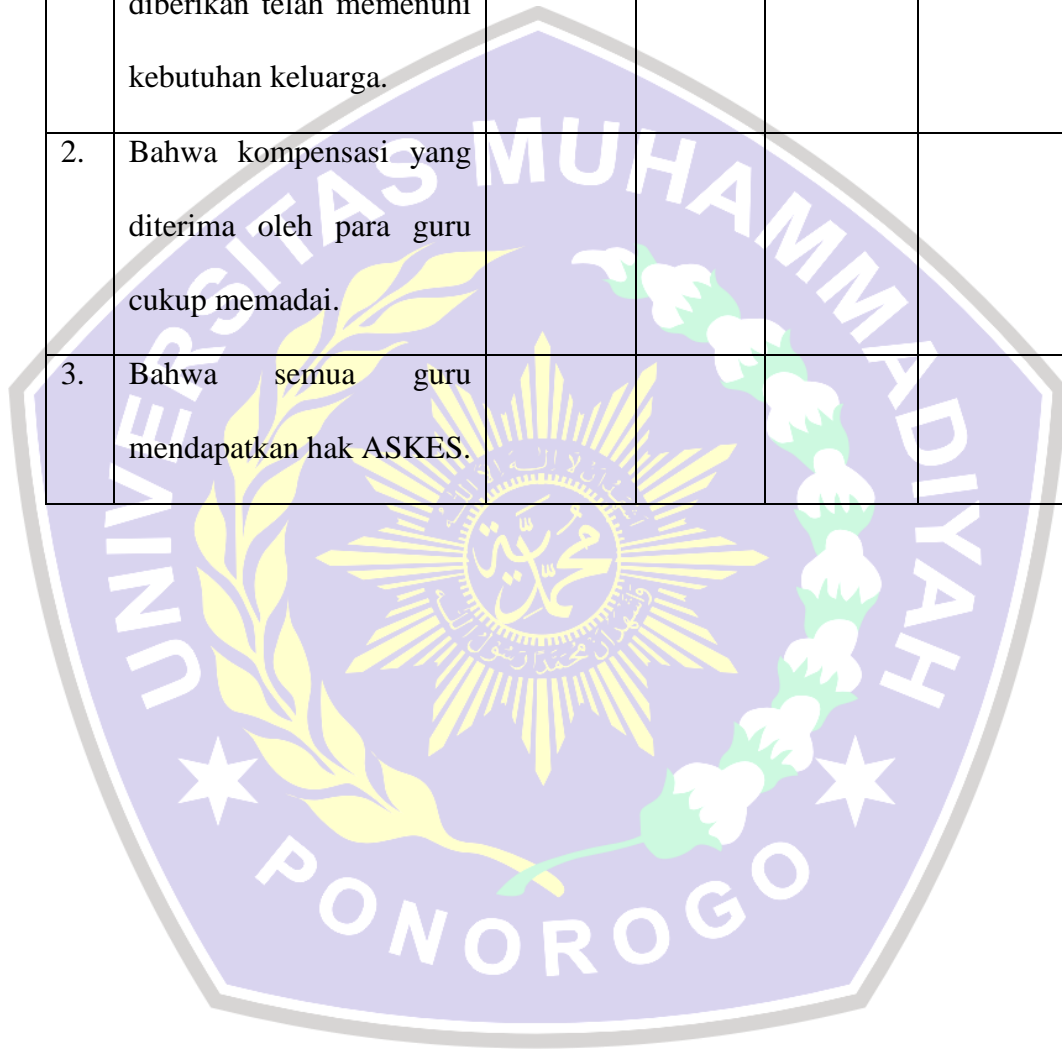 diberikan telah memenuhi
kebutuhan keluarga.
2. Bahwa kompensasi yang
diterima oleh para guru
cukup memadai.
3. Bahwa semua guru
mendapatkan hak ASKES.
UNIVERSITAS MUHAMMADIYAH
محمدية
PONOROGO